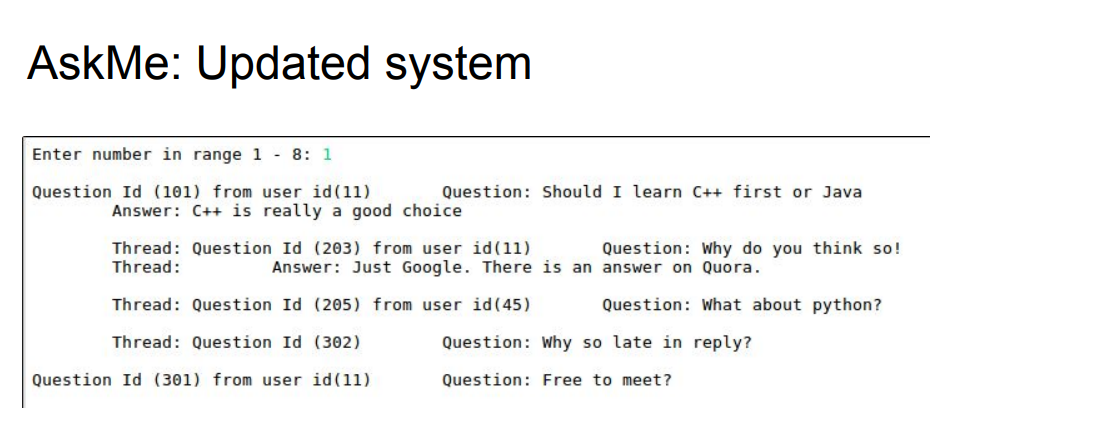 AskMe: Updated system
Enter number in range 1 - 8: 1
Question Id (101) from user id(11) Question: Should I learn C++ first or Java
Answer: C++ is really a good choice
Thread: Question Id (203) from user id(11) Question: Why do you think so!
Thread: Answer: Just Google. There is an answer on Quora.
Thread: Question Id (205) from user id(45) Question: What about python?
Thread: Question Id (302) Question: Why so late in reply?
Question Id (301) from user id(11) Question: Free to meet?